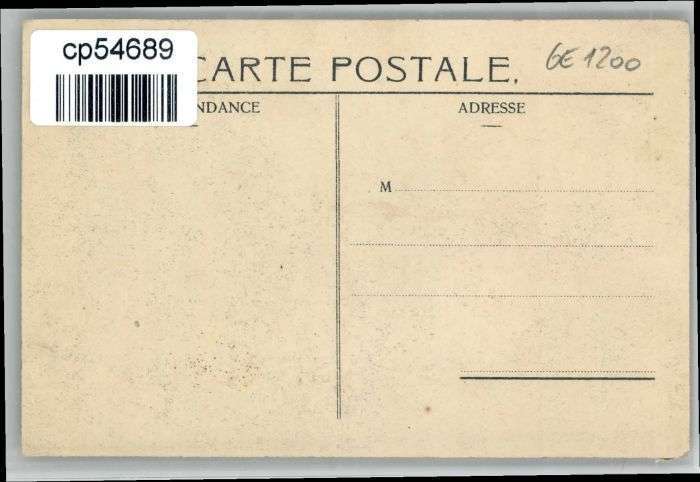 cp54689
CARTE POSTALE.
GE 1200
NDANCE
ADRESSE
M